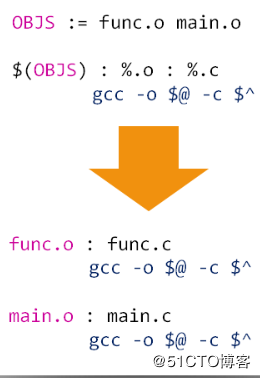 OBJS := func.o main.o
$(OBJS) : %.o : %.c
gcc -o $@ -c $^
func.o : func.c
gcc -o $@ -c $^
main.o : main.c
gcc -o $@ -c $^
@51CTO博客